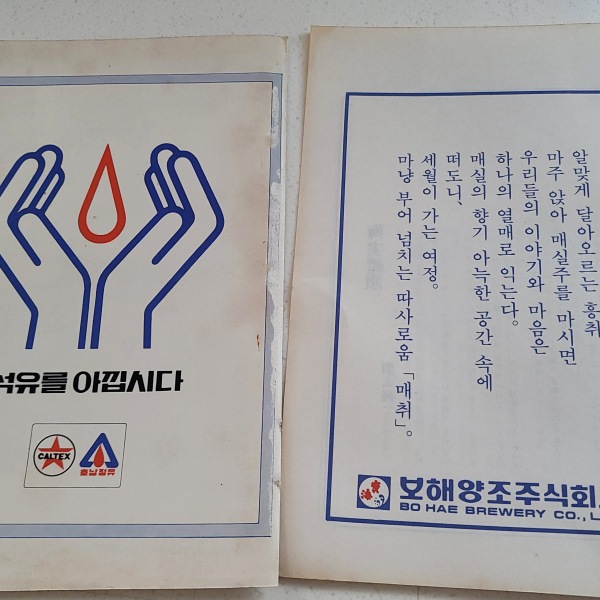 석유를 아낍시다
CALTEX
호남정유
알맞게 달아오르는 흥취
마주 앉아 매실주를 마시면
우리들의 이야기와 마음은
하나의 열매로 익는다.
매실의 향기 아늑한 공간 속에
떠도니,
세월이 가는 여정.
마냥 부어 넘치는 따사로움 「매취」.
보해양조주식회
BO HAE BREWERY CO., L